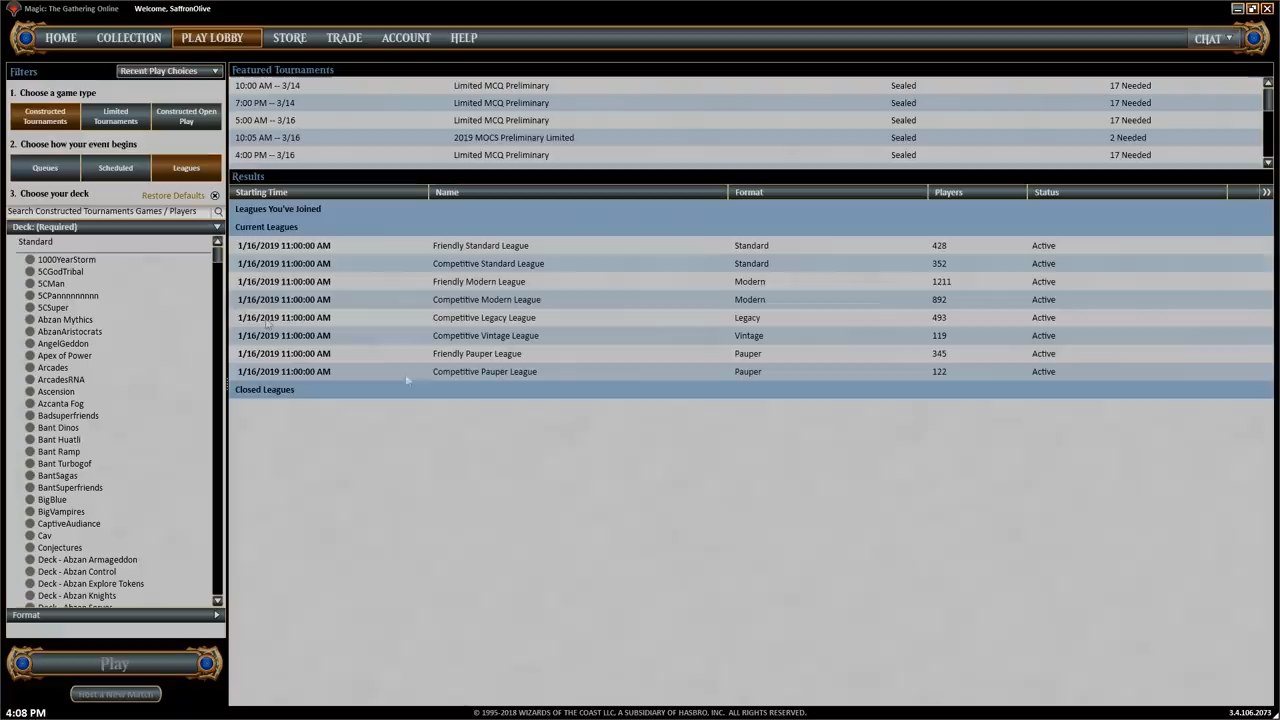 Magic: The Gathering Online Welcome, SaffronOlive
HOME COLLECTION PLAY LOBBY STORE TRADE ACCOUNT HELP CHAT
Filters Recent Play Choices
1. Choose a game type
Constructed Tournaments Limited Tournaments Constructed Open Play
2. Choose how your event begins
Queues Scheduled Leagues
3. Choose your deck Restore Defaults
Search Constructed Tournaments Games / Players
Deck: (Required)
Standard
1000YearStorm
5CGodTribal
5CMan
5CPannnnnnnnn
5CSuper
Abzan Mythics
AbzanAristocrats
AngelGeddon
Apex of Power
Arcades
ArcadesRNA
Ascension
Azcanta Fog
Badsuperfriends
Bant Dinos
Bant Huatli
Bant Ramp
Bant Turbogof
BantSagas
BantSuperfriends
BigBlue
BigVampires
CaptiveAudiance
Cav
Conjectures
Deck - Abzan Armageddon
Deck - Abzan Control
Deck - Abzan Explore Tokens
Deck - Abzan Knights
Format
Play
Host a New Match
4:08 PM
Featured Tournaments
10:00 AM -- 3/14 Limited MCQ Preliminary Sealed 17 Needed
7:00 PM -- 3/14 Limited MCQ Preliminary Sealed 17 Needed
5:00 AM -- 3/16 Limited MCQ Preliminary Sealed 17 Needed
10:05 AM -- 3/16 2019 MOCS Preliminary Limited Sealed 2 Needed
4:00 PM -- 3/16 Limited MCQ Preliminary Sealed 17 Needed
Results
Starting Time Name Format Players Status
Leagues You've Joined
Current Leagues
1/16/2019 11:00:00 AM Friendly Standard League Standard 428 Active
1/16/2019 11:00:00 AM Competitive Standard League Standard 352 Active
1/16/2019 11:00:00 AM Friendly Modern League Modern 1211 Active
1/16/2019 11:00:00 AM Competitive Modern League Modern 892 Active
1/16/2019 11:00:00 AM Competitive Legacy League Legacy 493 Active
1/16/2019 11:00:00 AM Competitive Vintage League Vintage 119 Active
1/16/2019 11:00:00 AM Friendly Pauper League Pauper 345 Active
1/16/2019 11:00:00 AM Competitive Pauper League Pauper 122 Active
Closed Leagues
© 1995-2018 WIZARDS OF THE COAST LLC, A SUBSIDIARY OF HASBRO, INC. ALL RIGHTS RESERVED. 3.4.106.2073